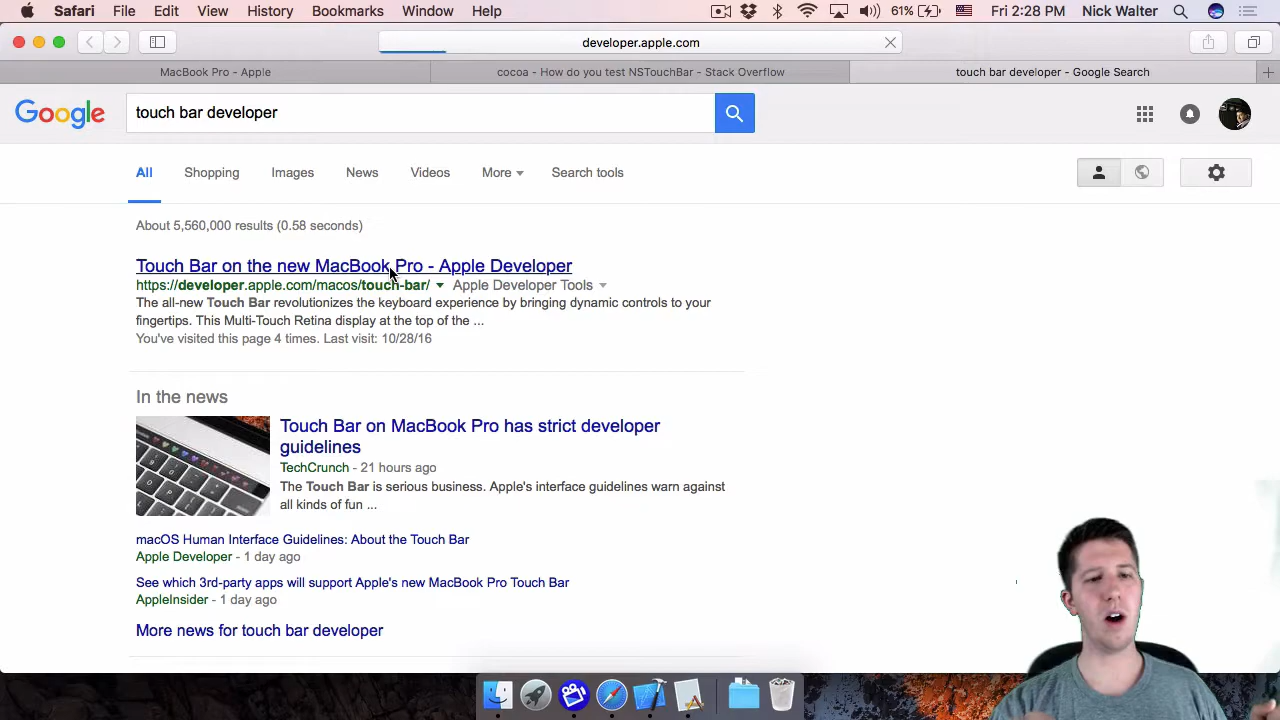 Safari File Edit View History Bookmarks Window Help 61% Fri 2:28 PM Nick Walter
developer.apple.com
MacBook Pro - Apple cocoa - How do you test NSTouchBar - Stack Overflow touch bar developer - Google Search
Google touch bar developer
All Shopping Images News Videos More Search tools
About 5,560,000 results (0.58 seconds)
Touch Bar on the new MacBook Pro - Apple Developer
https://developer.apple.com/macos/touch-bar/ Apple Developer Tools
The all-new Touch Bar revolutionizes the keyboard experience by bringing dynamic controls to your
fingertips. This Multi-Touch Retina display at the top of the ...
You've visited this page 4 times. Last visit: 10/28/16
In the news
Touch Bar on MacBook Pro has strict developer
guidelines
TechCrunch - 21 hours ago
The Touch Bar is serious business. Apple's interface guidelines warn against
all kinds of fun ...
macOS Human Interface Guidelines: About the Touch Bar
Apple Developer - 1 day ago
See which 3rd-party apps will support Apple's new MacBook Pro Touch Bar
AppleInsider - 1 day ago
More news for touch bar developer